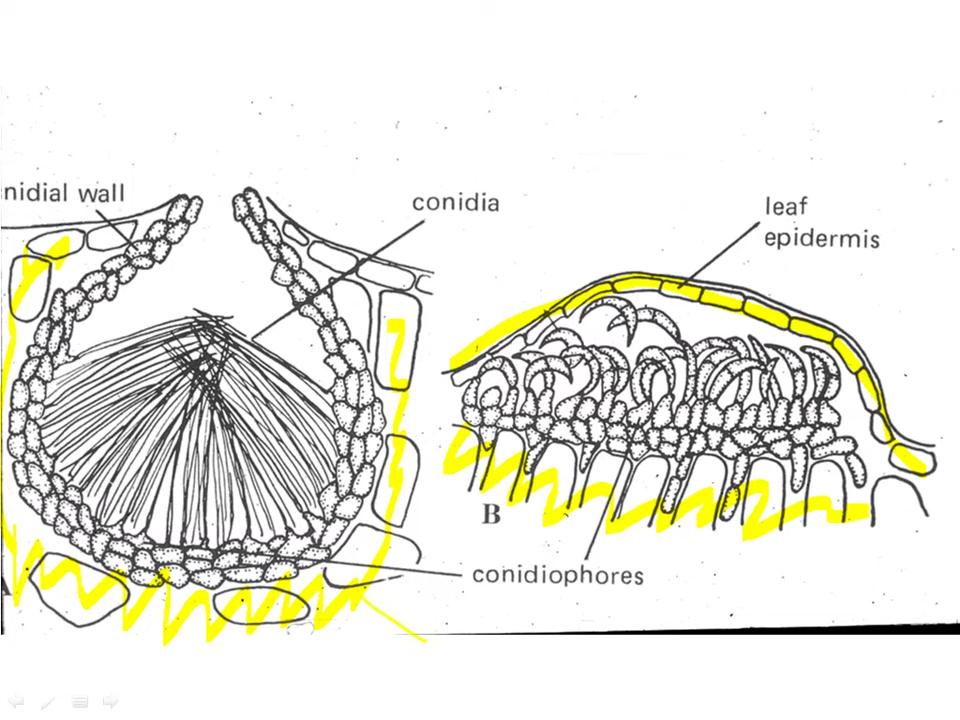 nidial wall
conidia
leaf
epidermis
B
conidiophores